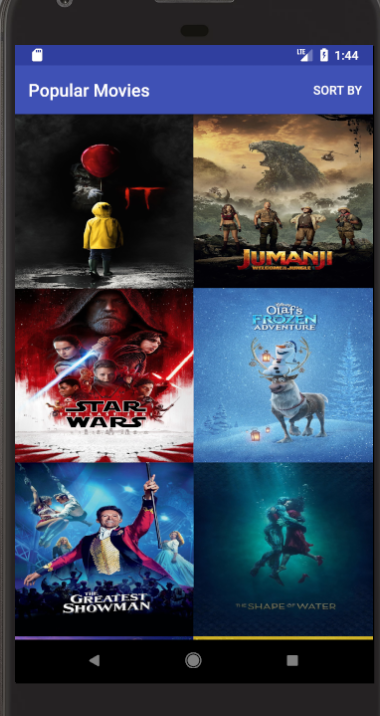 LTE 1:44
Popular Movies SORT BY
IT
JUMANJI
WELCOME TO THE JUNGLE
STAR
WARS
Olaf's
FROZEN
ADVENTURE
THE
GREATEST
SHOWMAN
THE SHAPE OF WATER